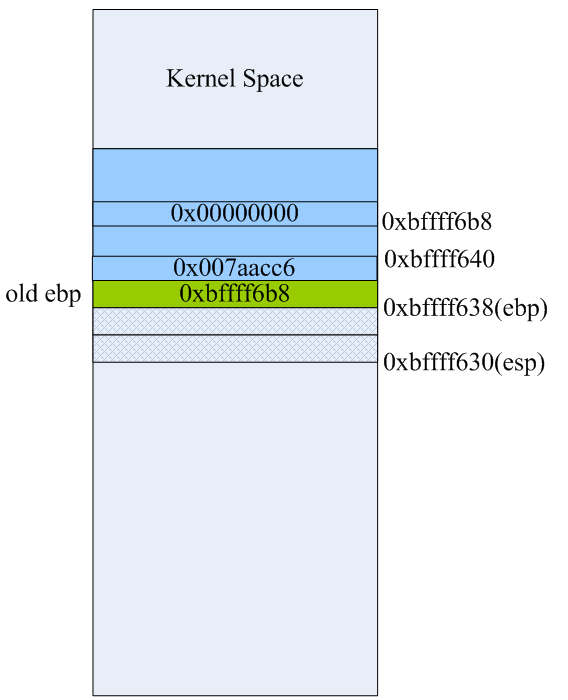 Kernel Space
0x00000000
0xbffff6b8
0xbffff640
0x007aacc6
old ebp
0xbffff6b8
0xbffff638(ebp)
0xbffff630(esp)